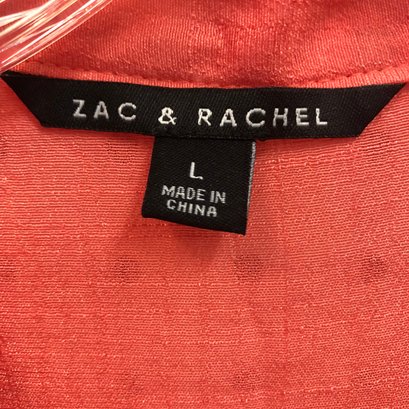 ZAC & RACHEL
L
MADE IN
CHINA